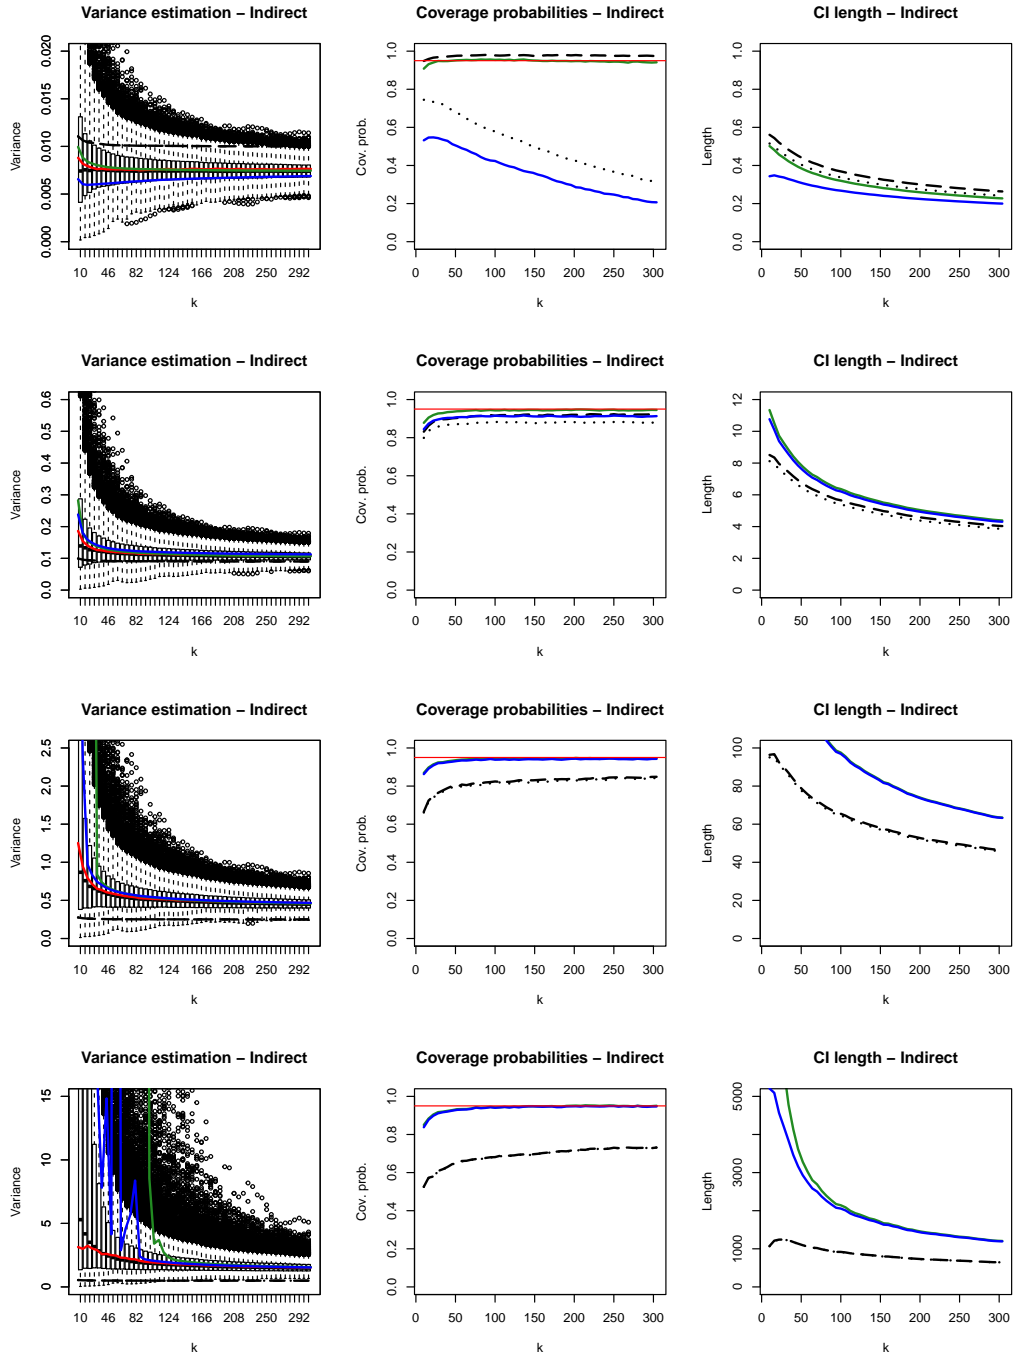 Variance estimation – Indirect
Coverage probabilities – Indirect
CI length – Indirect
Variance
0.000 0.005 0.010 0.015 0.020
10 46 82 124 166 208 250 292
k
Cov. prob.
0.0 0.2 0.4 0.6 0.8 1.0
0 50 100 150 200 250 300
k
Length
0.0 0.2 0.4 0.6 0.8 1.0
0 50 100 150 200 250 300
k
Variance estimation – Indirect
Coverage probabilities – Indirect
CI length – Indirect
Variance
0.0 0.1 0.2 0.3 0.4 0.5 0.6
10 46 82 124 166 208 250 292
k
Cov. prob.
0.0 0.2 0.4 0.6 0.8 1.0
0 50 100 150 200 250 300
k
Length
0 2 4 6 8 10 12
0 50 100 150 200 250 300
k
Variance estimation – Indirect
Coverage probabilities – Indirect
CI length – Indirect
Variance
0.0 0.5 1.0 1.5 2.0 2.5
10 46 82 124 166 208 250 292
k
Cov. prob.
0.0 0.2 0.4 0.6 0.8 1.0
0 50 100 150 200 250 300
k
Length
0 20 40 60 80 100
0 50 100 150 200 250 300
k
Variance estimation – Indirect
Coverage probabilities – Indirect
CI length – Indirect
Variance
0 5 10 15
10 46 82 124 166 208 250 292
k
Cov. prob.
0.0 0.2 0.4 0.6 0.8 1.0
0 50 100 150 200 250 300
k
Length
0 1000 3000 5000
0 50 100 150 200 250 300
k